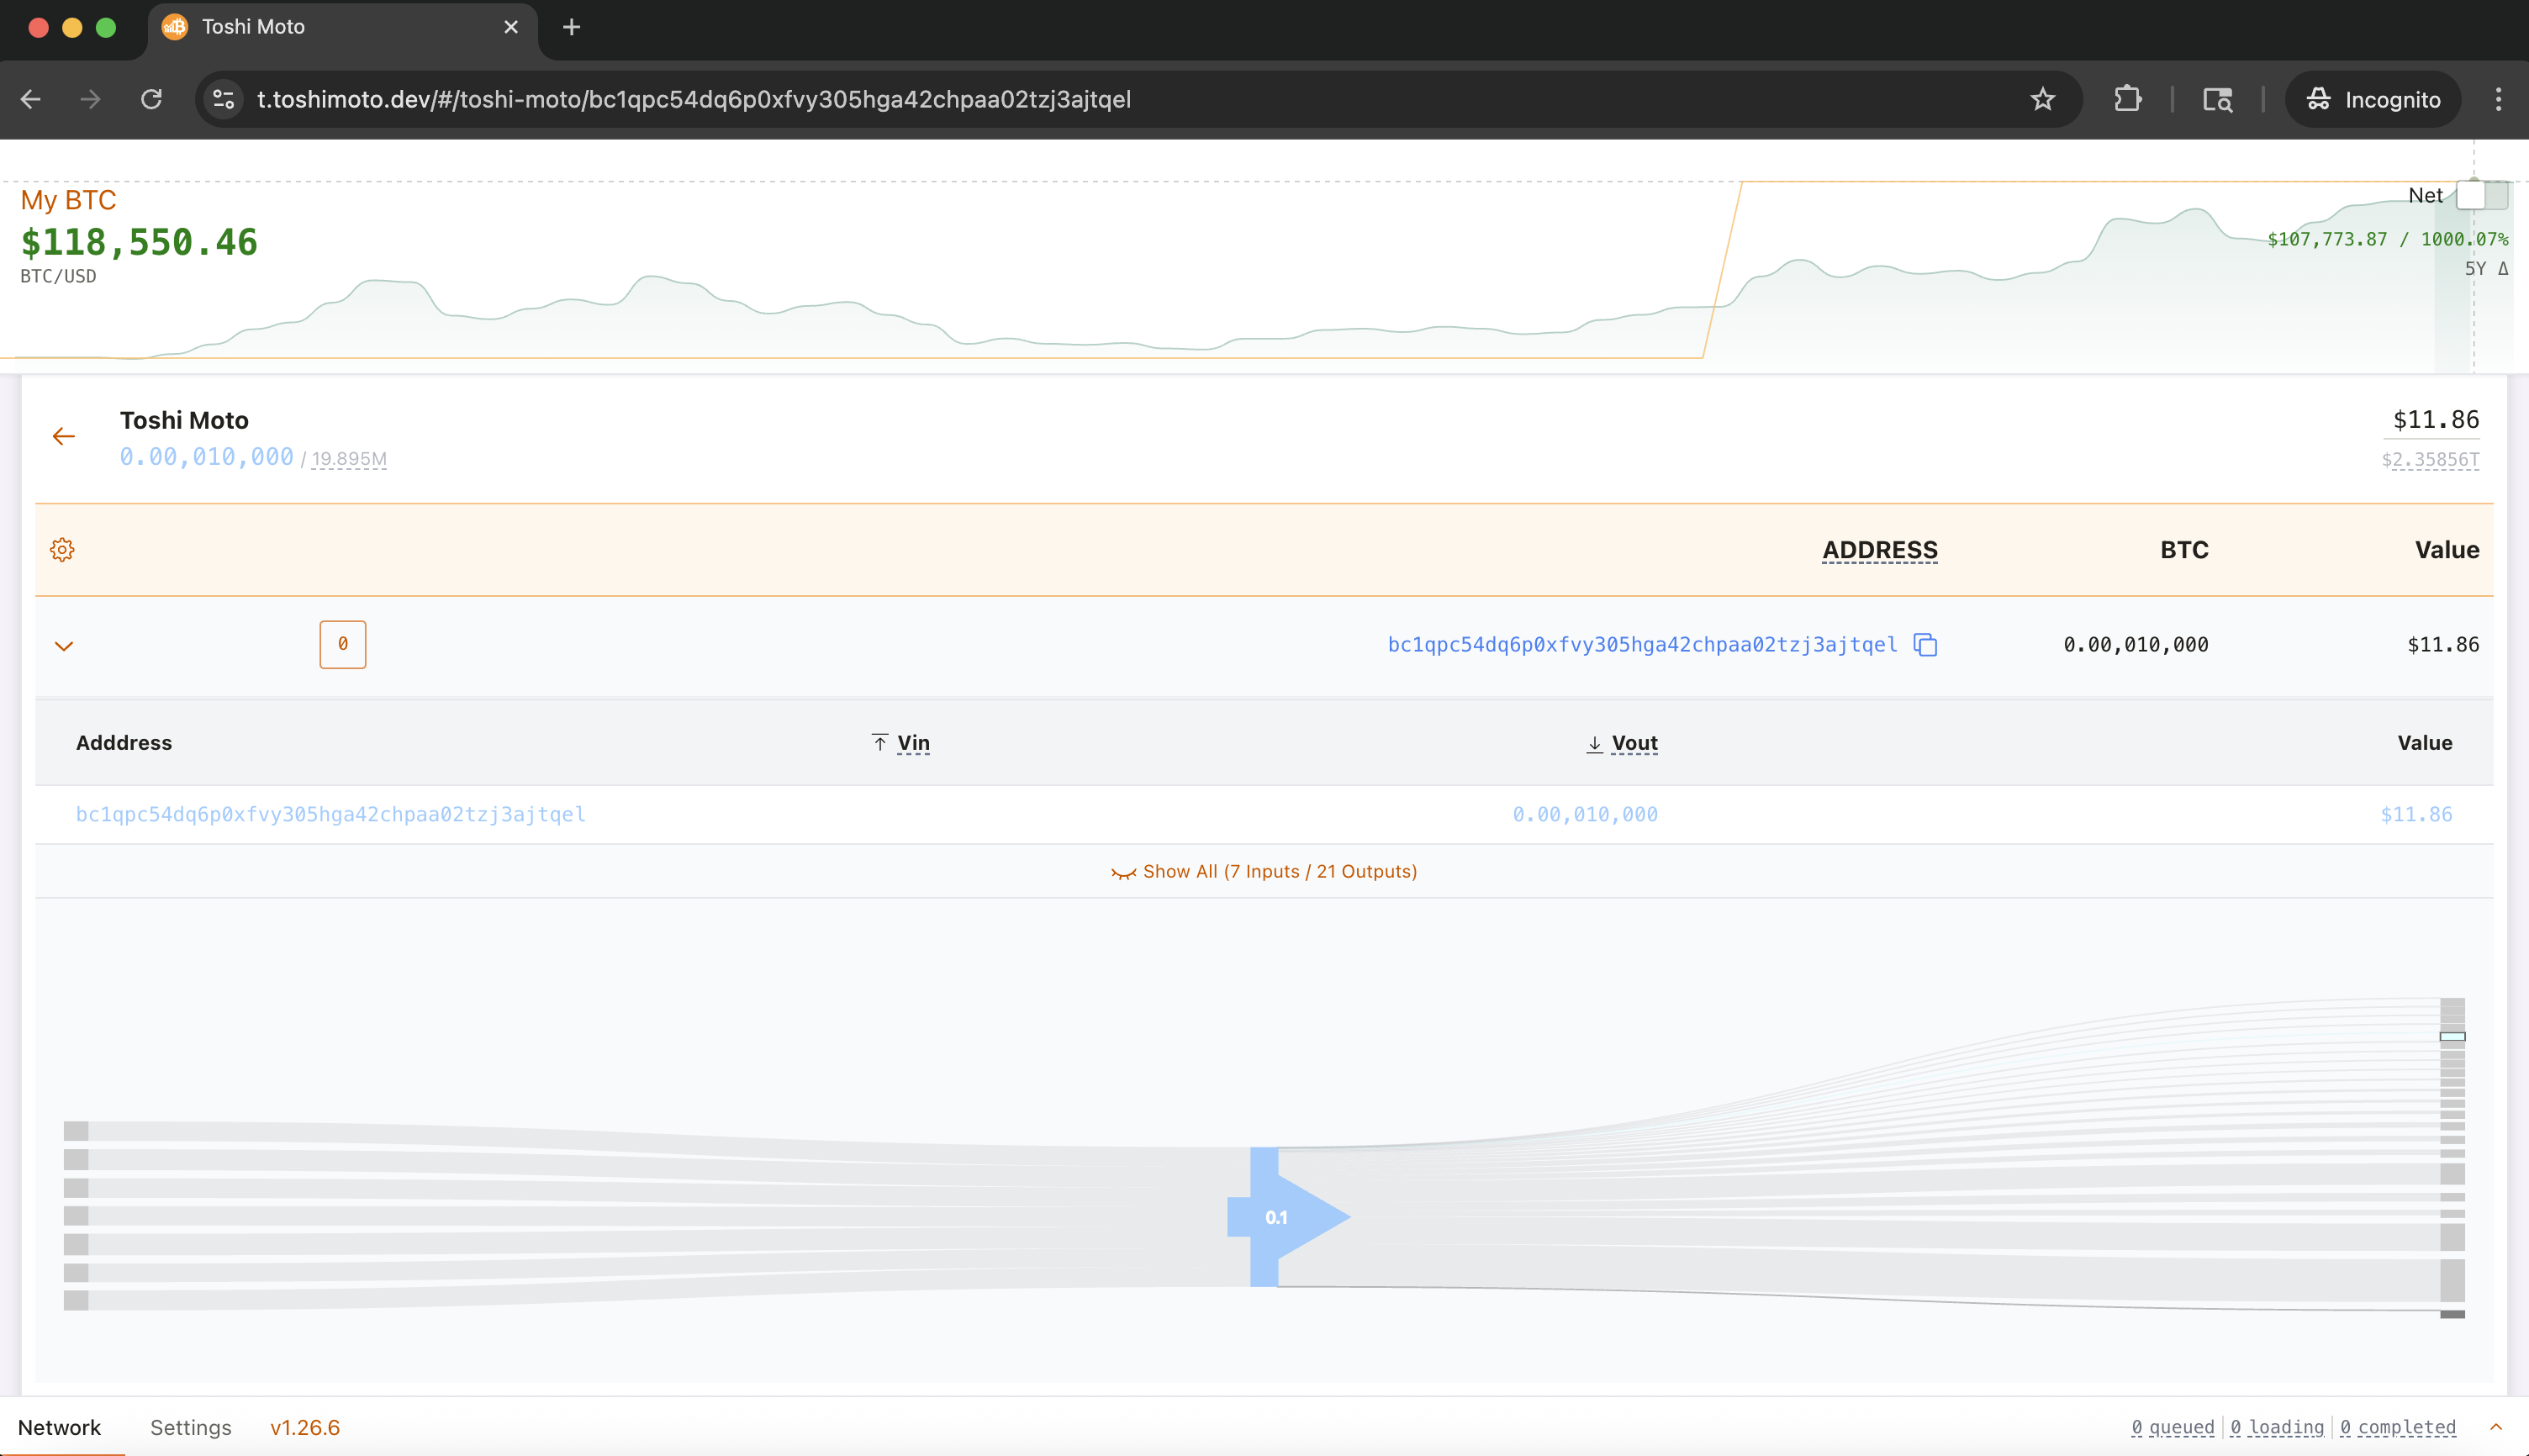 Toshi Moto
t.toshimoto.dev/#/toshi-moto/bc1qpc54dq6p0xfvy305hga42chpaa02tzj3ajtqel
Incognito
My BTC
$118,550.46
BTC/USD
Net
$107,773.87 / 1000.07%
5Y Δ
Toshi Moto
0.00,010,000 / 19.895M
$11.86
$2.35856T
ADDRESS BTC Value
0 bc1qpc54dq6p0xfvy305hga42chpaa02tzj3ajtqel 0.00,010,000 $11.86
Adddress Vin Vout Value
bc1qpc54dq6p0xfvy305hga42chpaa02tzj3ajtqel 0.00,010,000 $11.86
Show All (7 Inputs / 21 Outputs)
0.1
Network Settings v1.26.6 0 queued 0 loading 0 completed